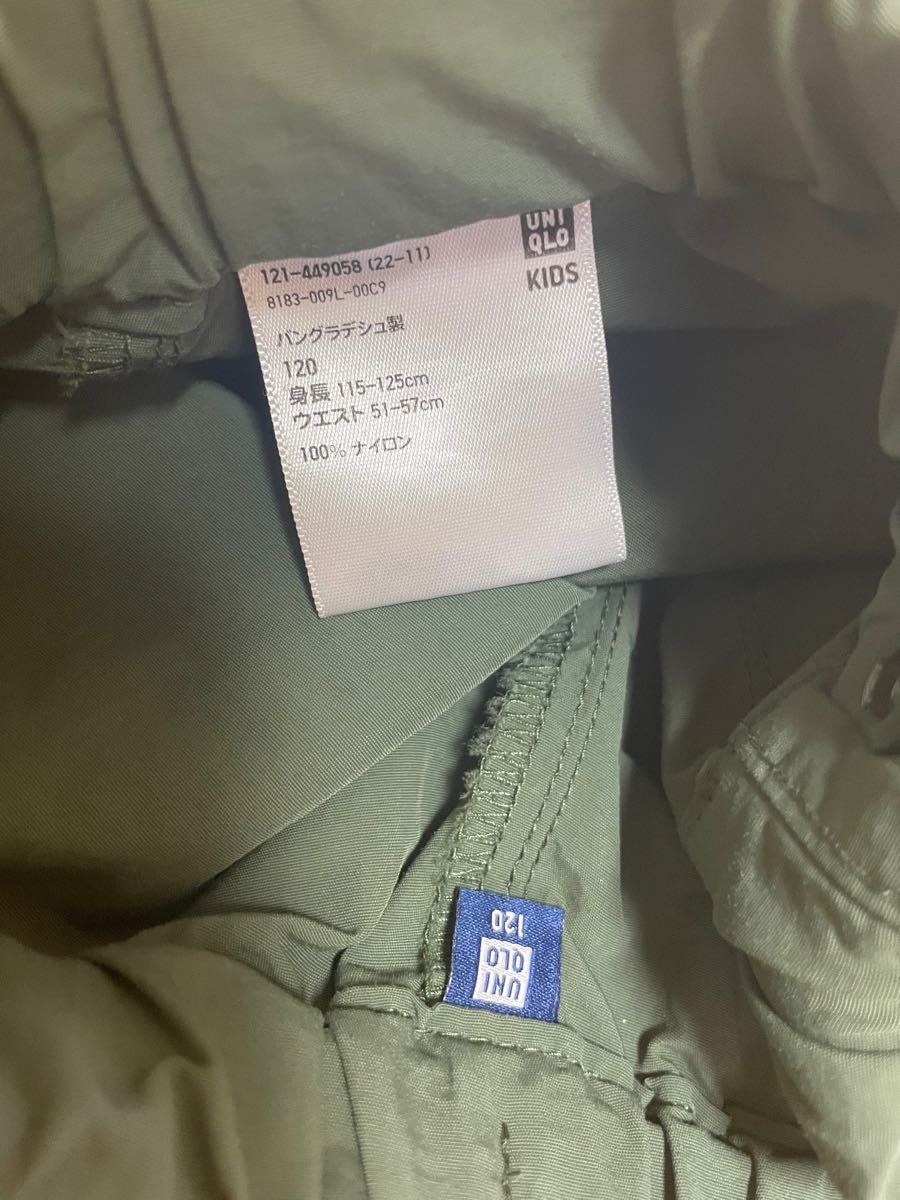 UNI
QLO
KIDS
121-449058 (22-11)
8183-009L-00C9
バングラデシュ製
120
身長 115-125cm
ウエスト 51-57cm
100% ナイロン
UNI
QLO
120